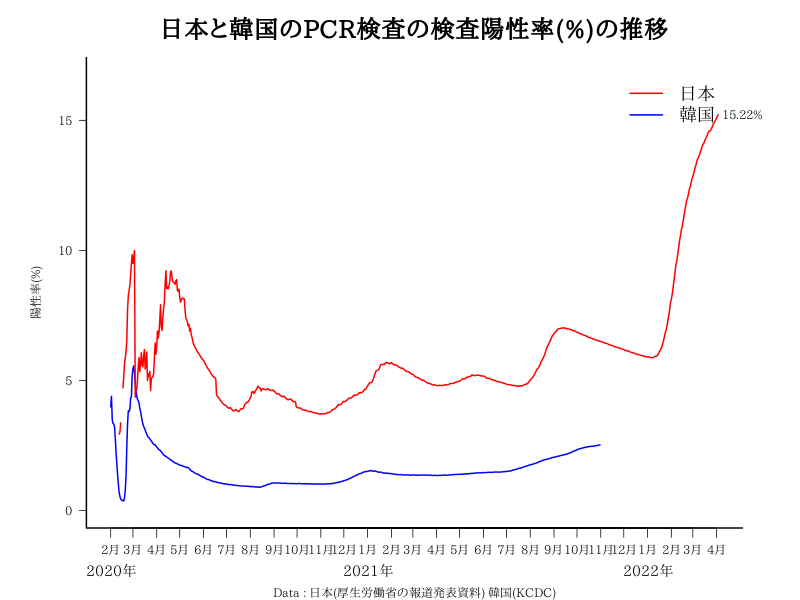 日本と韓国のPCR検査の検査陽性率(%)の推移
日本
韓国 15.22%
陽性率(%)
15
10
5
0
2月 3月 4月 5月 6月 7月 8月 9月 10月 11月 12月 1月 2月 3月 4月 5月 6月 7月 8月 9月 10月 11月 12月 1月 2月 3月 4月
2020年 2021年 2022年
Data : 日本(厚生労働省の報道発表資料) 韓国(KCDC)